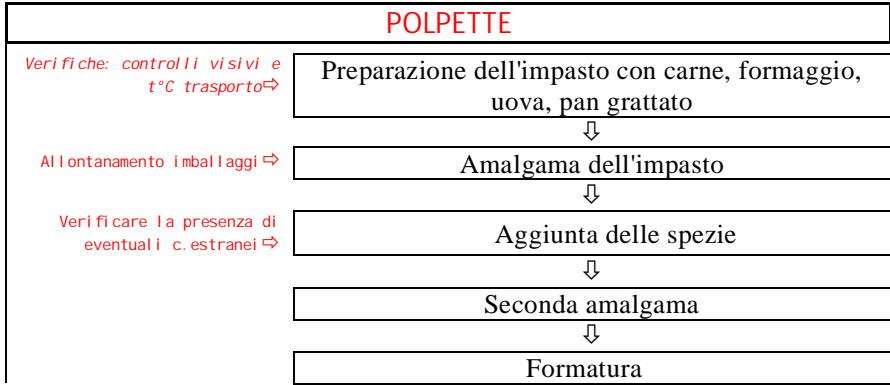 POLPETTE
Verifiche: controlli visivi e
t°C trasporto⇨
Preparazione dell'impasto con carne, formaggio,
uova, pan grattato
⇩
Allontanamento imballaggi⇨
Amalgama dell'impasto
⇩
Verificare la presenza di
eventuali c.estranei⇨
Aggiunta delle spezie
⇩
Seconda amalgama
⇩
Formatura